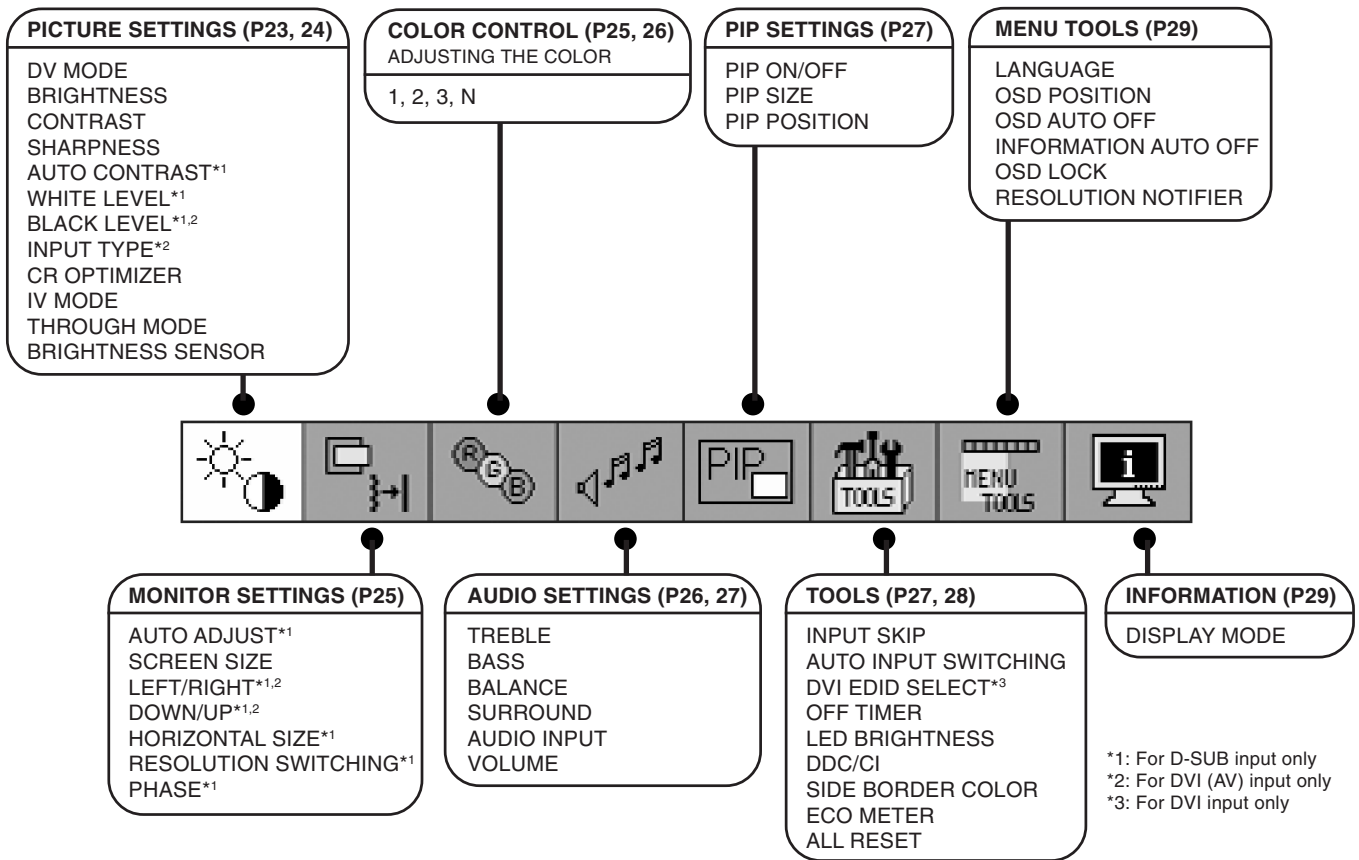 PICTURE SETTINGS (P23, 24)
DV MODE
BRIGHTNESS
CONTRAST
SHARPNESS
AUTO CONTRAST*1
WHITE LEVEL*1
BLACK LEVEL*1,2
INPUT TYPE*2
CR OPTIMIZER
IV MODE
THROUGH MODE
BRIGHTNESS SENSOR
COLOR CONTROL (P25, 26)
ADJUSTING THE COLOR
1, 2, 3, N
PIP SETTINGS (P27)
PIP ON/OFF
PIP SIZE
PIP POSITION
MENU TOOLS (P29)
LANGUAGE
OSD POSITION
OSD AUTO OFF
INFORMATION AUTO OFF
OSD LOCK
RESOLUTION NOTIFIER
R
G
B
PIP
TOOLS
MENU
TOOLS
i
MONITOR SETTINGS (P25)
AUTO ADJUST*1
SCREEN SIZE
LEFT/RIGHT*1,2
DOWN/UP*1,2
HORIZONTAL SIZE*1
RESOLUTION SWITCHING*1
PHASE*1
AUDIO SETTINGS (P26, 27)
TREBLE
BASS
BALANCE
SURROUND
AUDIO INPUT
VOLUME
TOOLS (P27, 28)
INPUT SKIP
AUTO INPUT SWITCHING
DVI EDID SELECT*3
OFF TIMER
LED BRIGHTNESS
DDC/CI
SIDE BORDER COLOR
ECO METER
ALL RESET
INFORMATION (P29)
DISPLAY MODE
*1: For D-SUB input only
*2: For DVI (AV) input only
*3: For DVI input only